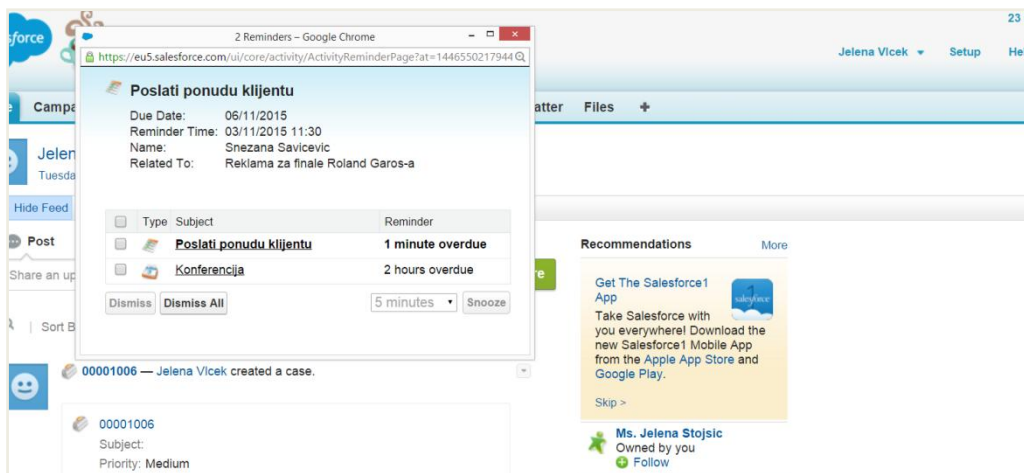 23
sforce
2 Reminders – Google Chrome
https://eu5.salesforce.com/ui/core/activity/ActivityReminderPage?at=1446550217944
Jelena Vlcek Setup Hel
Campa
atter Files +
Poslati ponudu klijentu
Due Date: 06/11/2015
Reminder Time: 03/11/2015 11:30
Name: Snezana Savicevic
Related To: Reklama za finale Roland Garos-a
Jelen
Tuesda
Hide Feed
Type Subject Reminder
Poslati ponudu klijentu 1 minute overdue
Konferencija 2 hours overdue
Dismiss Dismiss All 5 minutes Snooze
Post
Share an up
re
Sort B
00001006 — Jelena Vlcek created a case.
00001006
Subject:
Priority: Medium
Recommendations More
Get The Salesforce1
App
salesforce
Take Salesforce with
you everywhere! Download the
new Salesforce1 Mobile App
from the Apple App Store and
Google Play.
Skip >
Ms. Jelena Stojsic
Owned by you
Follow